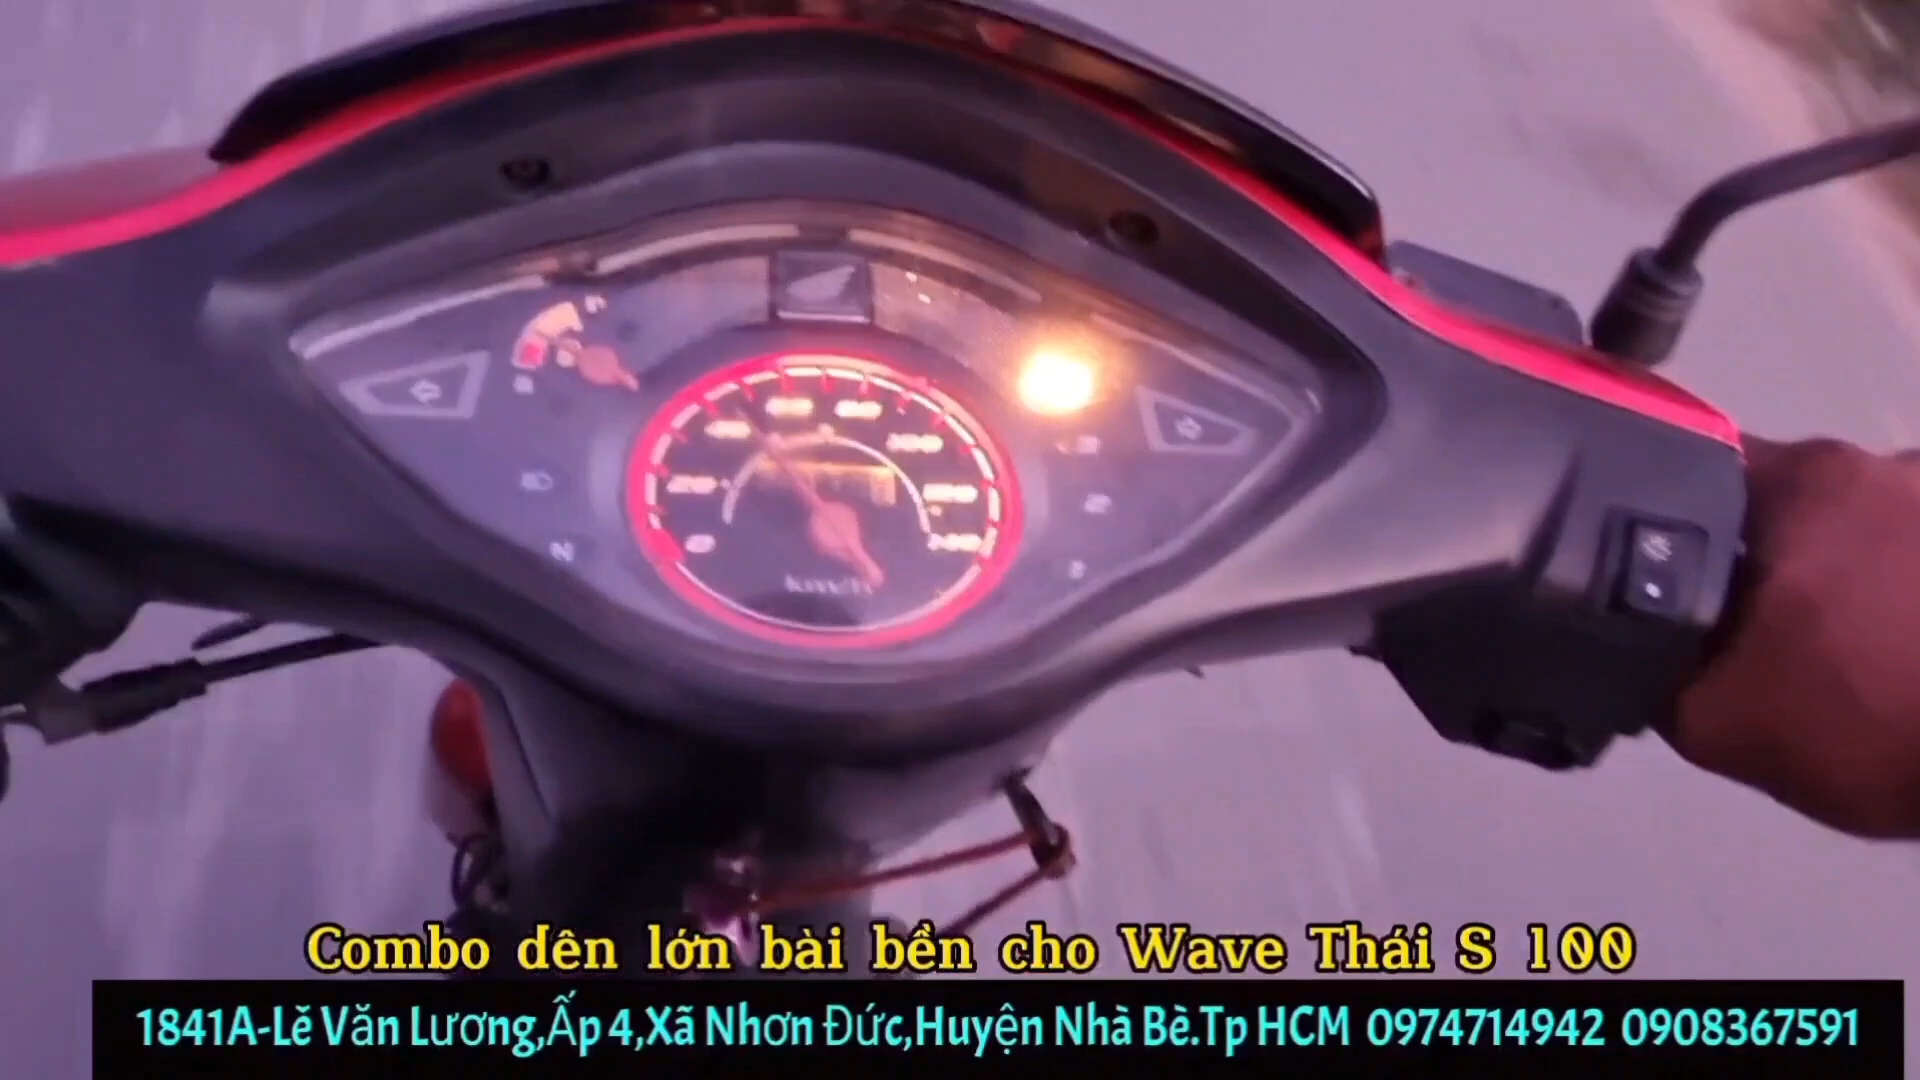 km/h
N
Combo dên lớn bài bền cho Wave Thái S 100
1841A-Lê Văn Lương,Ấp 4,Xã Nhơn Đức,Huyện Nhà Bè.Tp HCM 0974714942 0908367591